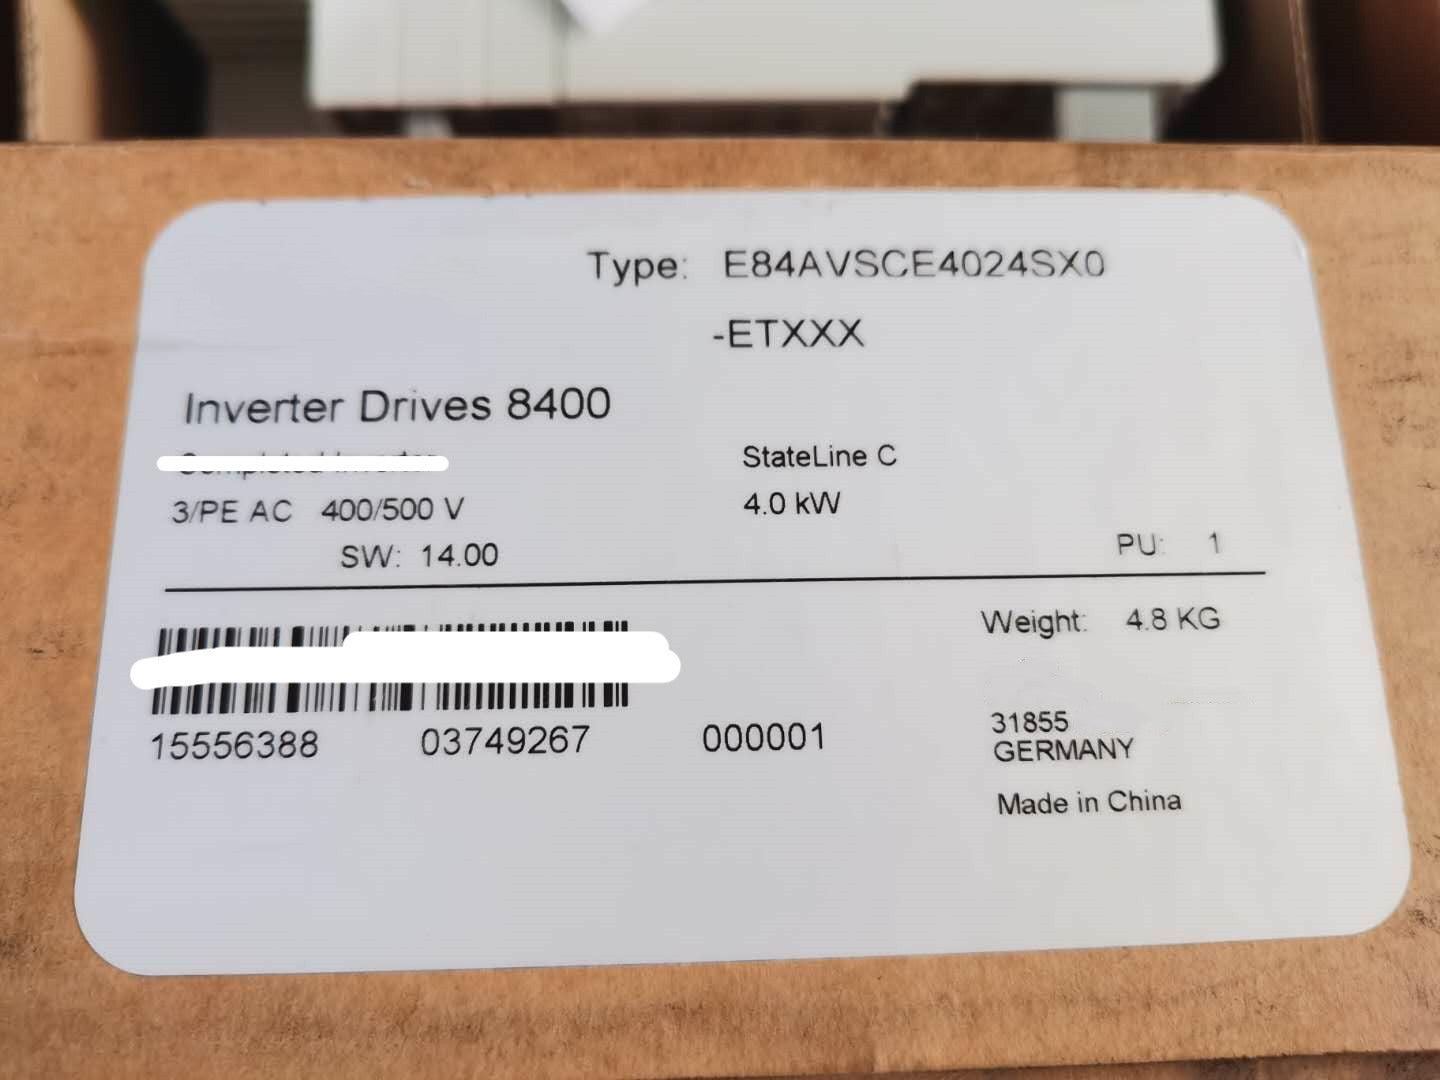 Type: E84AVSCE4024SX0
-ETXXX
Inverter Drives 8400
StateLine C
3/PE AC 400/500 V
4.0 kW
SW: 14.00
PU: 1
Weight: 4.8 KG
15556388 03749267 000001
31855
GERMANY
Made in China